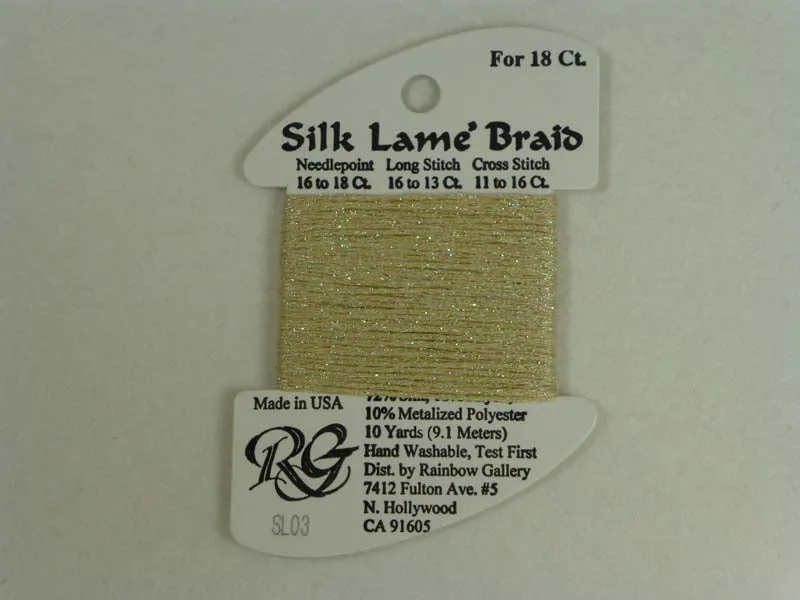 For 18 Ct.
Silk Lame' Braid
Needlepoint Long Stitch Cross Stitch
16 to 18 Ct. 16 to 13 Ct. 11 to 16 Ct.
Made in USA
10% Metalized Polyester
10 Yards (9.1 Meters)
Hand Washable, Test First
Dist. by Rainbow Gallery
7412 Fulton Ave. #5
N. Hollywood
CA 91605
RG
SL03